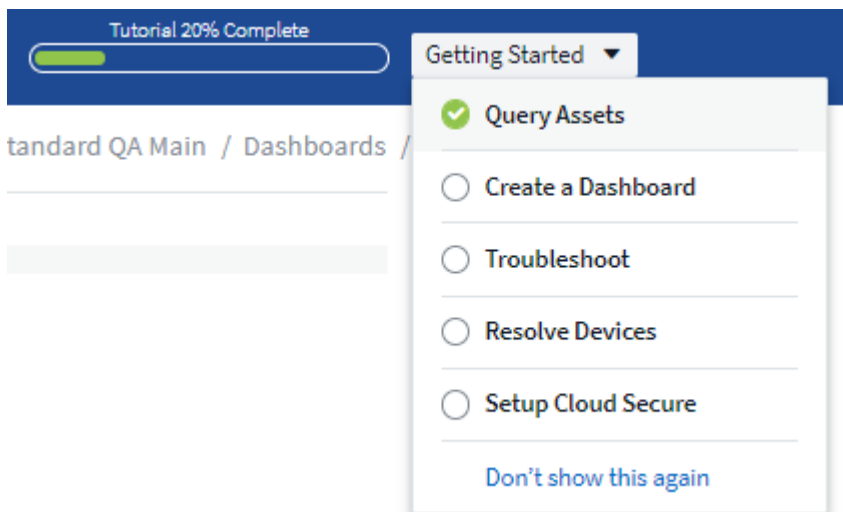 Tutorial 20% Complete
Getting Started
Query Assets
tandard QA Main / Dashboards /
Create a Dashboard
Troubleshoot
Resolve Devices
Setup Cloud Secure
Don't show this again